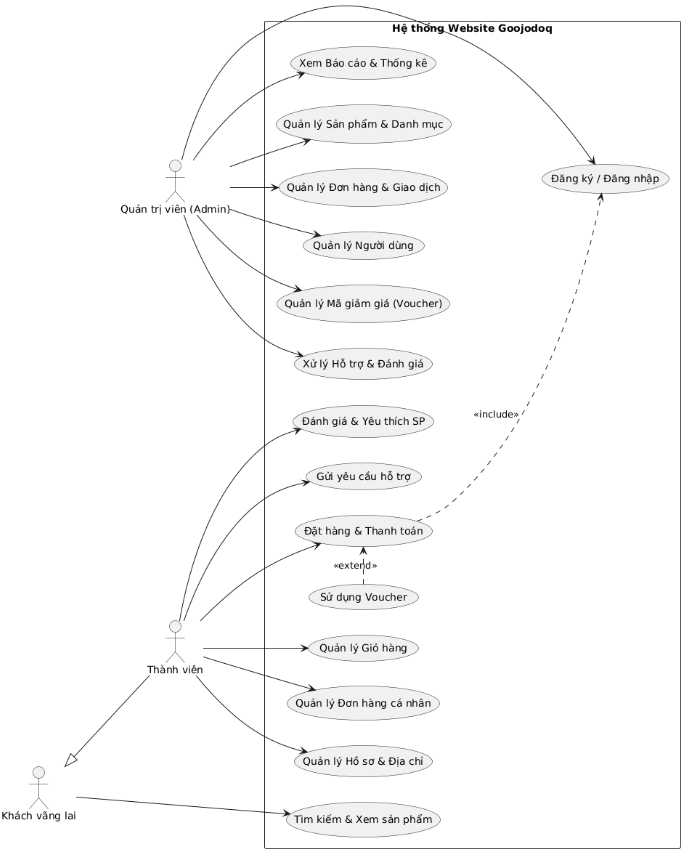 Hệ thống Website Goojodoq
Xem Báo cáo & Thống kê
Quản lý Sản phẩm & Danh mục
Đăng ký / Đăng nhập
Quản lý Đơn hàng & Giao dịch
Quản trị viên (Admin)
Quản lý Người dùng
Quản lý Mã giảm giá (Voucher)
Xử lý Hỗ trợ & Đánh giá
Đánh giá & Yêu thích SP
«include»
Gửi yêu cầu hỗ trợ
Đặt hàng & Thanh toán
«extend»
Sử dụng Voucher
Quản lý Giỏ hàng
Thành viên
Quản lý Đơn hàng cá nhân
Quản lý Hồ sơ & Địa chỉ
Khách vãng lai
Tìm kiếm & Xem sản phẩm